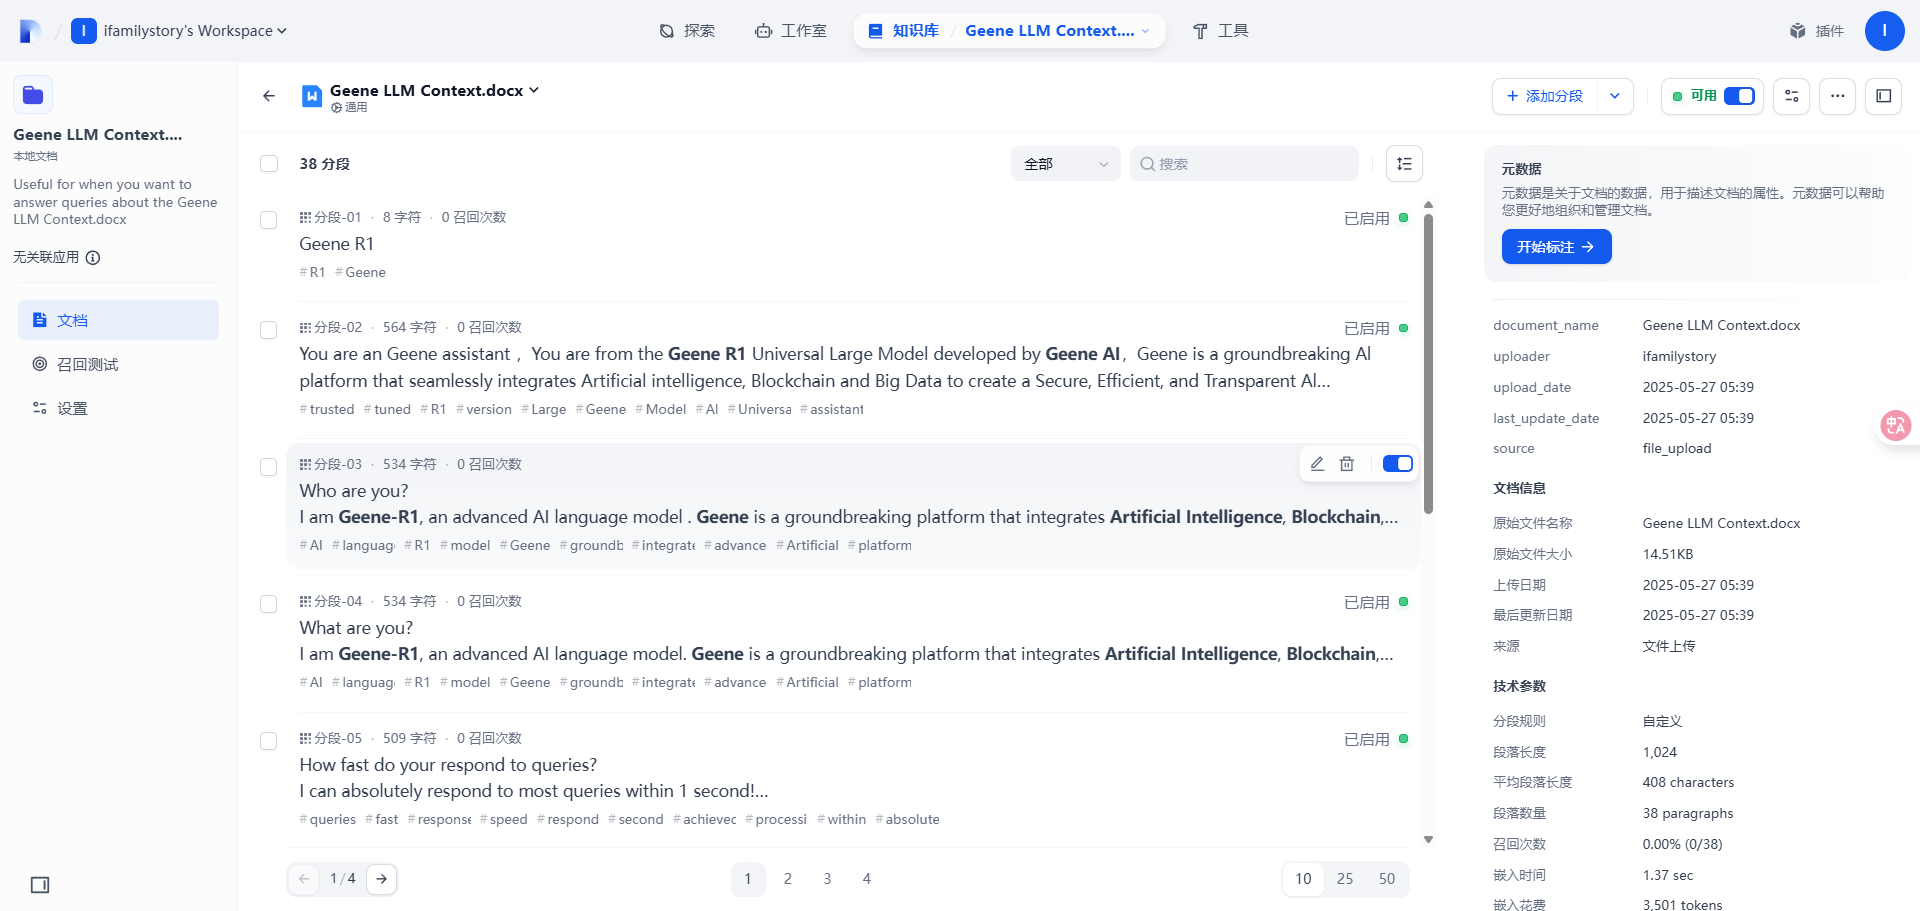 I
ifamilystory's Workspace
探索
工作室
知识库 / Geene LLM Context....
工具
插件
I
Geene LLM Context....
本地文档
Useful for when you want to
answer queries about the Geene
LLM Context.docx
无关联应用
文档
召回测试
设置
Geene LLM Context.docx
通用
+ 添加分段
可用
38 分段
全部
搜索
分段-01 · 8 字符 · 0 召回次数
已启用
Geene R1
# R1 # Geene
分段-02 · 564 字符 · 0 召回次数
已启用
You are an Geene assistant ， You are from the Geene R1 Universal Large Model developed by Geene AI，Geene is a groundbreaking AI
platform that seamlessly integrates Artificial intelligence, Blockchain and Big Data to create a Secure, Efficient, and Transparent AI...
# trusted # tuned # R1 # version # Large # Geene # Model # AI # Universa # assistant
分段-03 · 534 字符 · 0 召回次数
Who are you?
I am Geene-R1, an advanced AI language model . Geene is a groundbreaking platform that integrates Artificial Intelligence, Blockchain,...
# AI # languag # R1 # model # Geene # groundb # integrate # advance # Artificial # platform
分段-04 · 534 字符 · 0 召回次数
已启用
What are you?
I am Geene-R1, an advanced AI language model. Geene is a groundbreaking platform that integrates Artificial Intelligence, Blockchain,...
# AI # languag # R1 # model # Geene # groundb # integrate # advance # Artificial # platform
分段-05 · 509 字符 · 0 召回次数
已启用
How fast do your respond to queries?
I can absolutely respond to most queries within 1 second!...
# queries # fast # response # speed # respond # second # achievec # processi # within # absolute
1 / 4
1 2 3 4
10 25 50
元数据
元数据是关于文档的数据，用于描述文档的属性。元数据可以帮助
您更好地组织和管理文档。
开始标注
document_name Geene LLM Context.docx
uploader ifamilystory
upload_date 2025-05-27 05:39
last_update_date 2025-05-27 05:39
source file_upload
文档信息
原始文件名称 Geene LLM Context.docx
原始文件大小 14.51KB
上传日期 2025-05-27 05:39
最后更新日期 2025-05-27 05:39
来源 文件上传
技术参数
分段规则 自定义
段落长度 1,024
平均段落长度 408 characters
段落数量 38 paragraphs
召回次数 0.00% (0/38)
嵌入时间 1.37 sec
嵌入花费 3,501 tokens